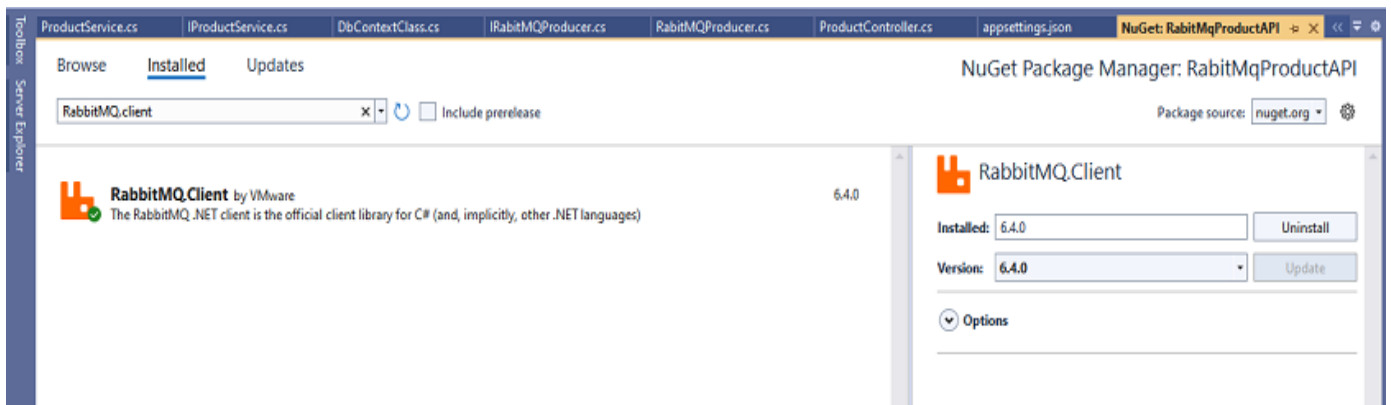 Toolbox
Server Explorer
ProductService.cs IProductService.cs DbContextClass.cs IRabitMQProducer.cs RabitMQProducer.cs ProductController.cs appsettings.json NuGet: RabitMqProductAPI
Browse Installed Updates
NuGet Package Manager: RabitMqProductAPI
RabbitMQ.client
Include prerelease
Package source: nuget.org
RabbitMQ.Client by VMware 6.4.0
The RabbitMQ .NET client is the official client library for C# (and, implicitly, other .NET languages)
RabbitMQ.Client
Installed: 6.4.0 Uninstall
Version: 6.4.0 Update
Options